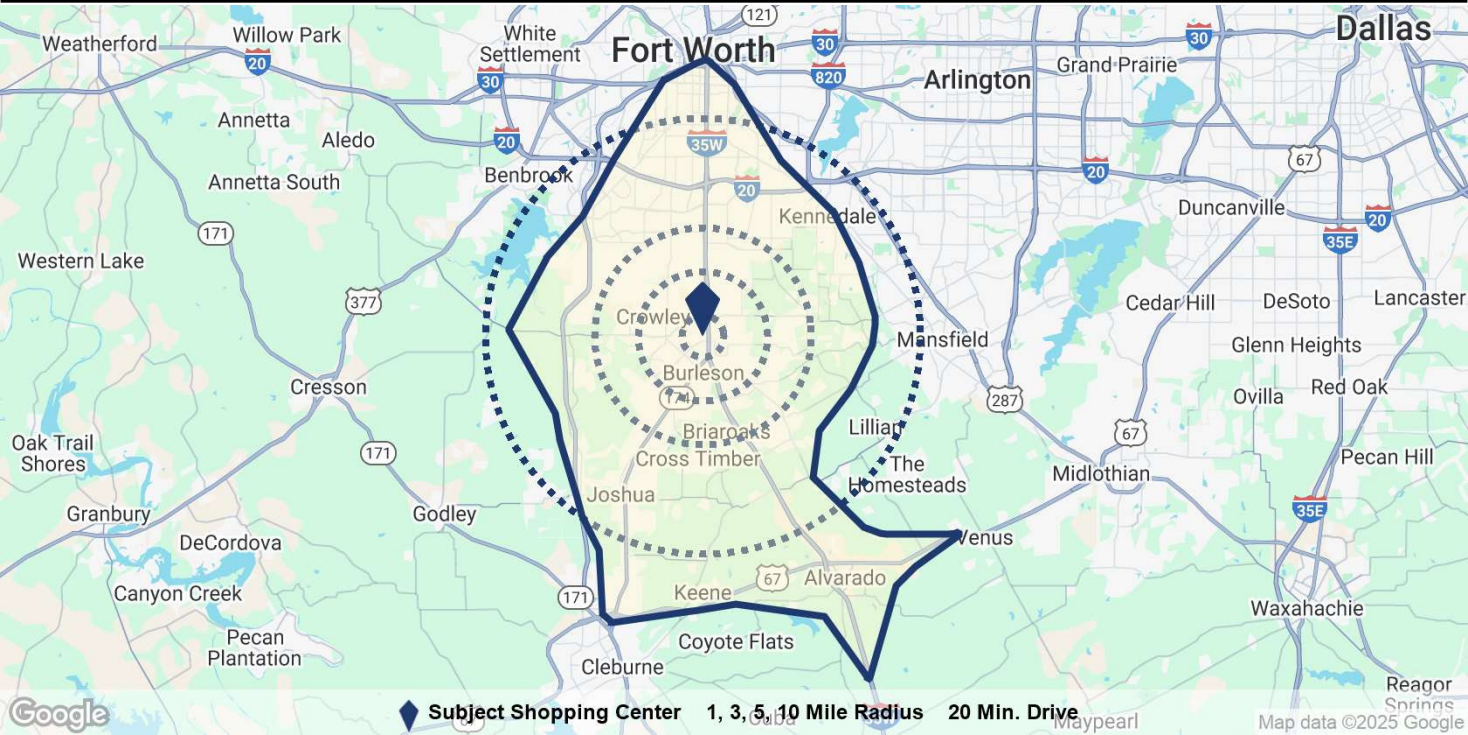 121
Weatherford
Willow Park
White
Settlement
Fort Worth
Dallas
20
30
30
30
820
Grand Prairie
Arlington
Annetta
Aledo
20
35W
67
Benbrook
20
20
Annetta South
Kennedale
Duncanville
20
171
35E
Western Lake
377
Crowley
Cedar Hill
DeSoto
Lancaster
Mansfield
Glenn Heights
Burleson
Cresson
174
287
Ovilla
Red Oak
Briaroaks
Lillian
67
Oak Trail
Shores
171
Cross Timber
The
Homesteads
Midlothian
Pecan Hill
Joshua
Granbury
Godley
35E
DeCordova
Venus
67
Alvarado
Canyon Creek
171
Keene
Waxahachie
Pecan
Plantation
Coyote Flats
Cleburne
Reagor
Springs
Google
Subject Shopping Center 1, 3, 5, 10 Mile Radius 20 Min. Drive
Maypearl
Map data ©2025 Google